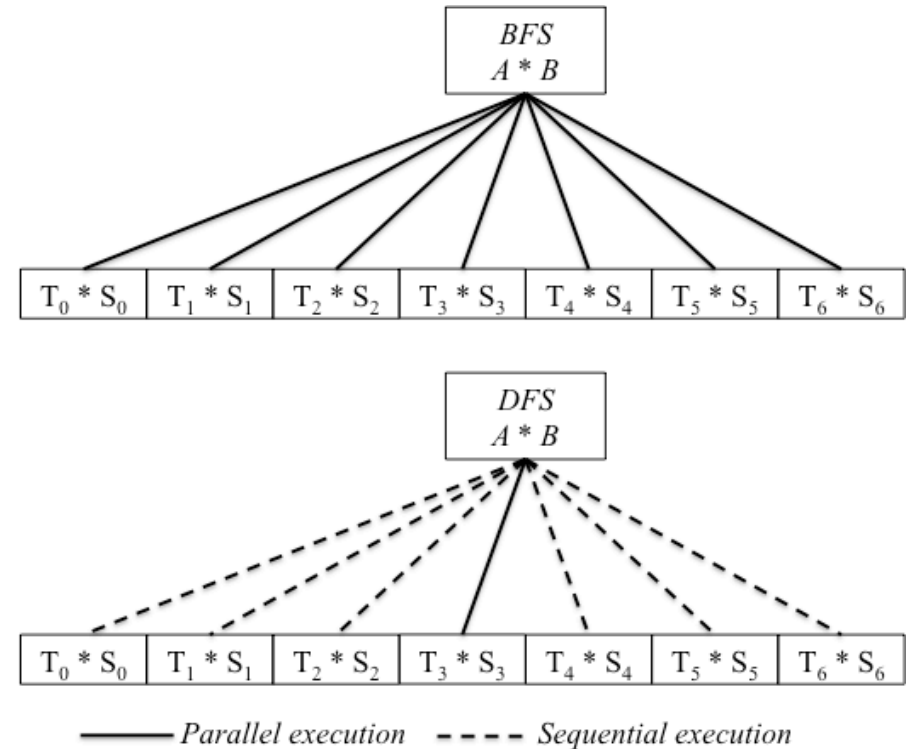 BFS
A * B
T₀ * S₀ T₁ * S₁ T₂ * S₂ T₃ * S₃ T₄ * S₄ T₅ * S₅ T₆ * S₆
DFS
A * B
T₀ * S₀ T₁ * S₁ T₂ * S₂ T₃ * S₃ T₄ * S₄ T₅ * S₅ T₆ * S₆
Parallel execution Sequential execution